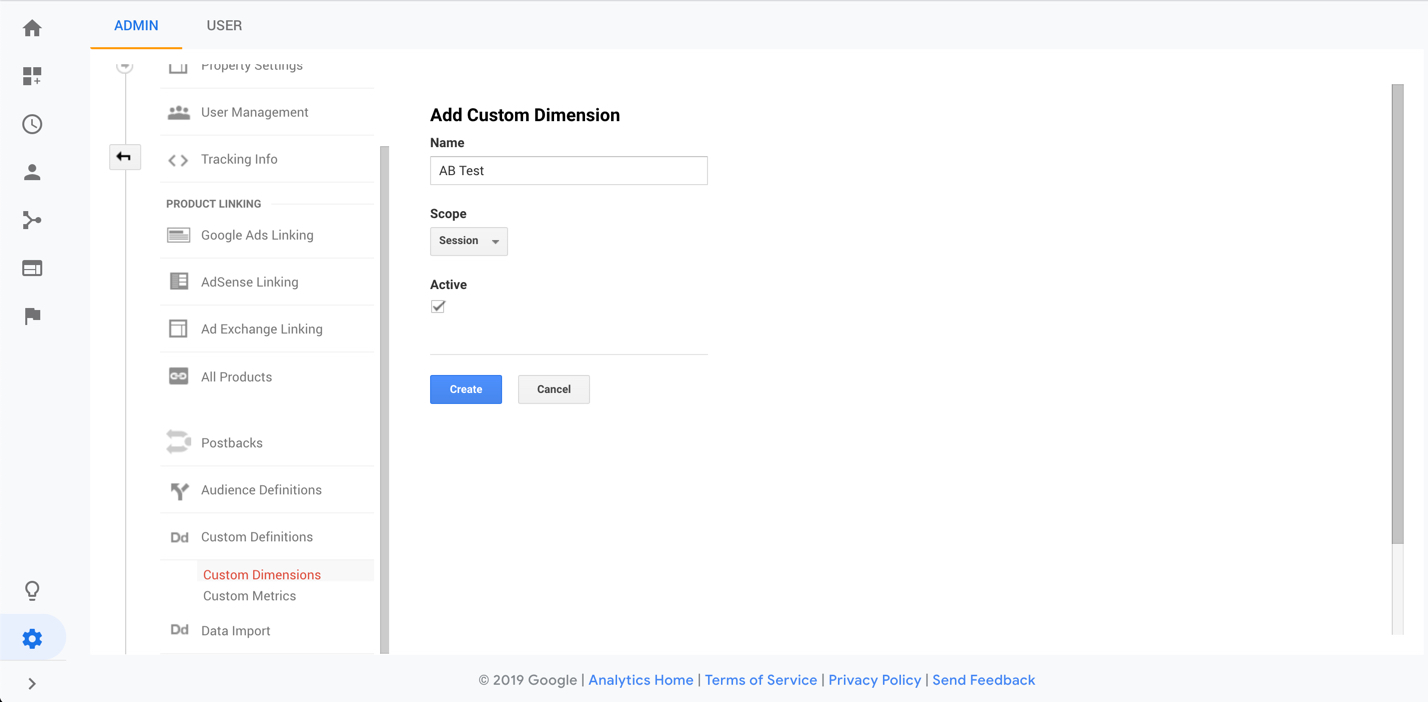 ADMIN USER
Property Settings
User Management
Tracking Info
PRODUCT LINKING
Google Ads Linking
AdSense Linking
Ad Exchange Linking
All Products
Postbacks
Audience Definitions
Dd Custom Definitions
Custom Dimensions
Custom Metrics
Dd Data Import
Add Custom Dimension
Name
AB Test
Scope
Session
Active
Create Cancel
© 2019 Google | Analytics Home | Terms of Service | Privacy Policy | Send Feedback